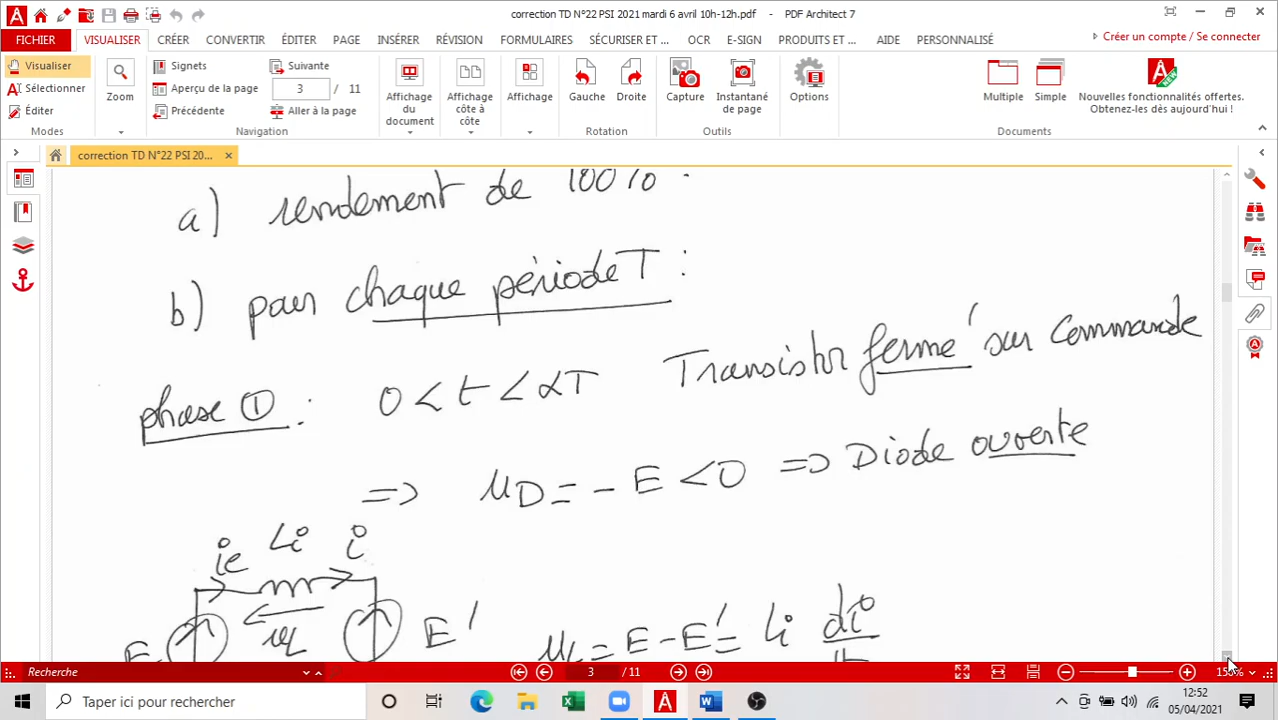 correction TD N°22 PSI 2021 mardi 6 avril 10h-12h.pdf - PDF Architect 7
FICHIER VISUALISER CRÉER CONVERTIR ÉDITER PAGE INSÉRER RÉVISION FORMULAIRES SÉCURISER ET ... OCR E-SSN PRODUITS ET ... AIDE PERSONNALISÉ Créer un compte / Se connecter
Visualiser
Sélectionner
Éditer
Modes
Zoom
Signets
Aperçu de la page
Précédente
Suivante
3 / 11
Aller à la page
Navigation
Affichage du document
Affichage côte à côte
Affichage
Gauche
Droite
Rotation
Capture
Instantané de page
Outils
Options
Multiple
Simple
Documents
Nouvelles fonctionnalités offertes.
Obtenez-les dès aujourd'hui !
correction TD N°22 PSI 20...
a) rendement de 100% :
b) pour chaque période T :
phase ① : 0 < t < αT Transistor fermé sur commande
=> uD = - E < 0 => Diode ouverte
ie Li i
E uL E' uL = E - E' = Li di
Recherche
3 / 11
Taper ici pour rechercher
12:52
05/04/2021